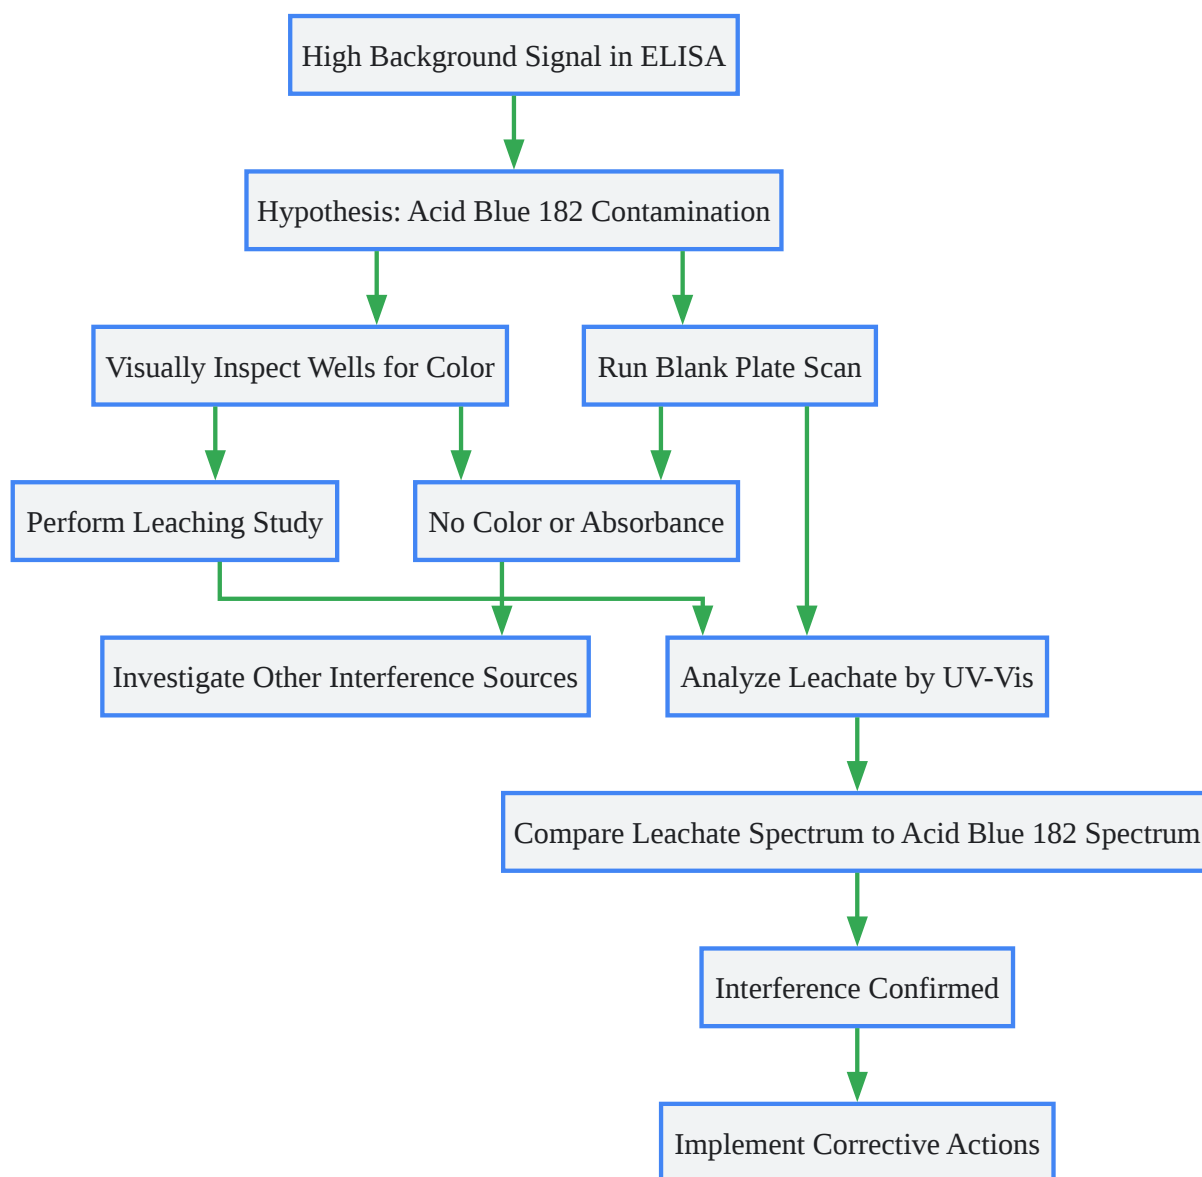 High Background Signal in ELISA
Hypothesis: Acid Blue 182 Contamination
Visually Inspect Wells for Color
Run Blank Plate Scan
Perform Leaching Study
No Color or Absorbance
Investigate Other Interference Sources
Analyze Leachate by UV-Vis
Compare Leachate Spectrum to Acid Blue 182 Spectrum
Interference Confirmed
Implement Corrective Actions